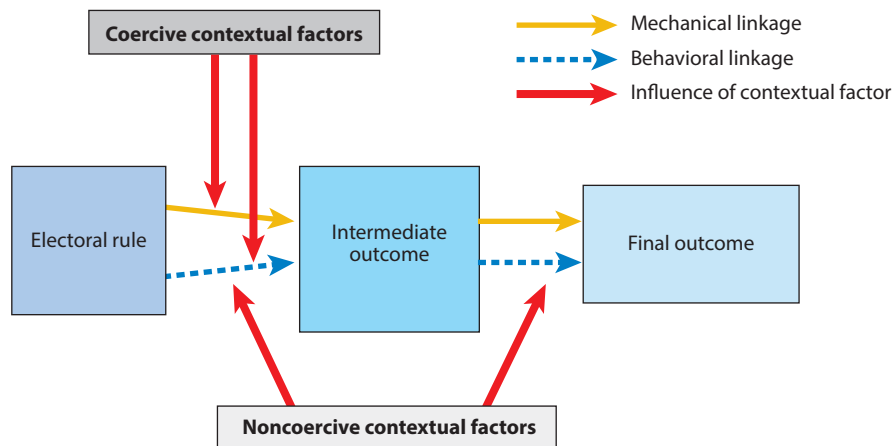 Coercive contextual factors
Mechanical linkage
Behavioral linkage
Influence of contextual factor
Electoral rule
Intermediate
outcome
Final outcome
Noncoercive contextual factors